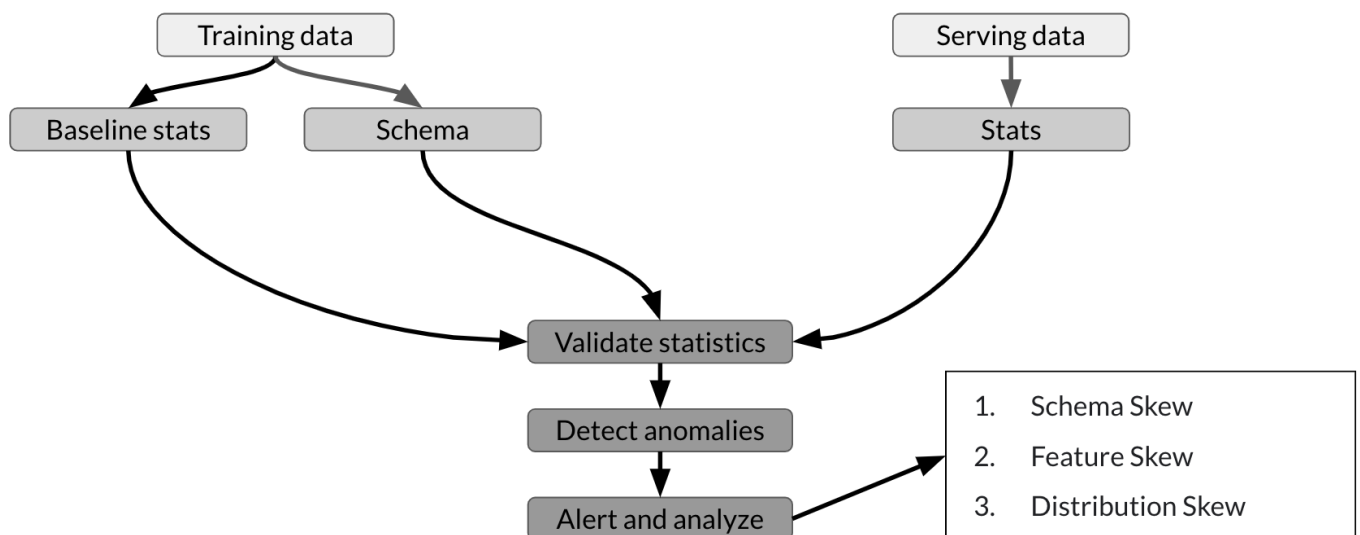 Training data
Serving data
Baseline stats
Schema
Stats
Validate statistics
Detect anomalies
Alert and analyze
1. Schema Skew
2. Feature Skew
3. Distribution Skew